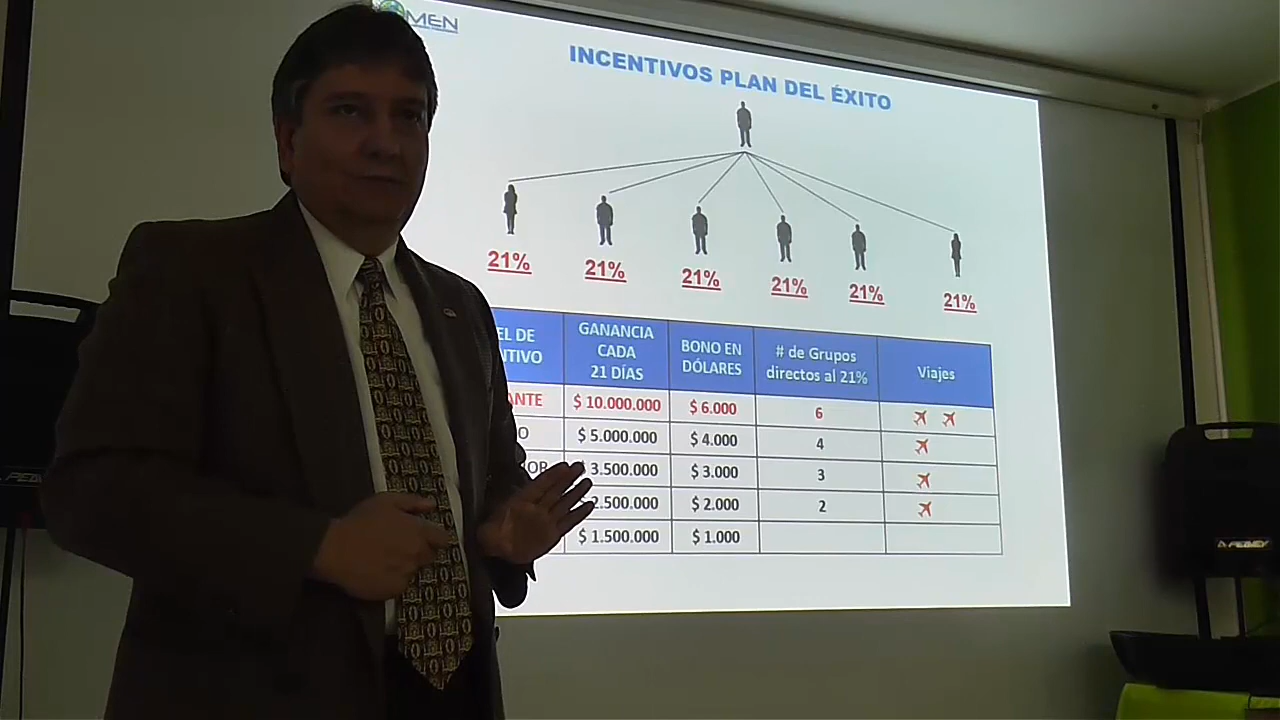 MEN
INCENTIVOS PLAN DEL ÉXITO
21% 21% 21% 21% 21% 21%
EL DE
NTIVO
GANANCIA
CADA
21 DÍAS
BONO EN
DÓLARES
# de Grupos
directos al 21%
Viajes
ANTE $ 10.000.000 $ 6.000 6
O $ 5.000.000 $ 4.000 4
OR $ 3.500.000 $ 3.000 3
2.500.000 $ 2.000 2
$ 1.500.000 $ 1.000